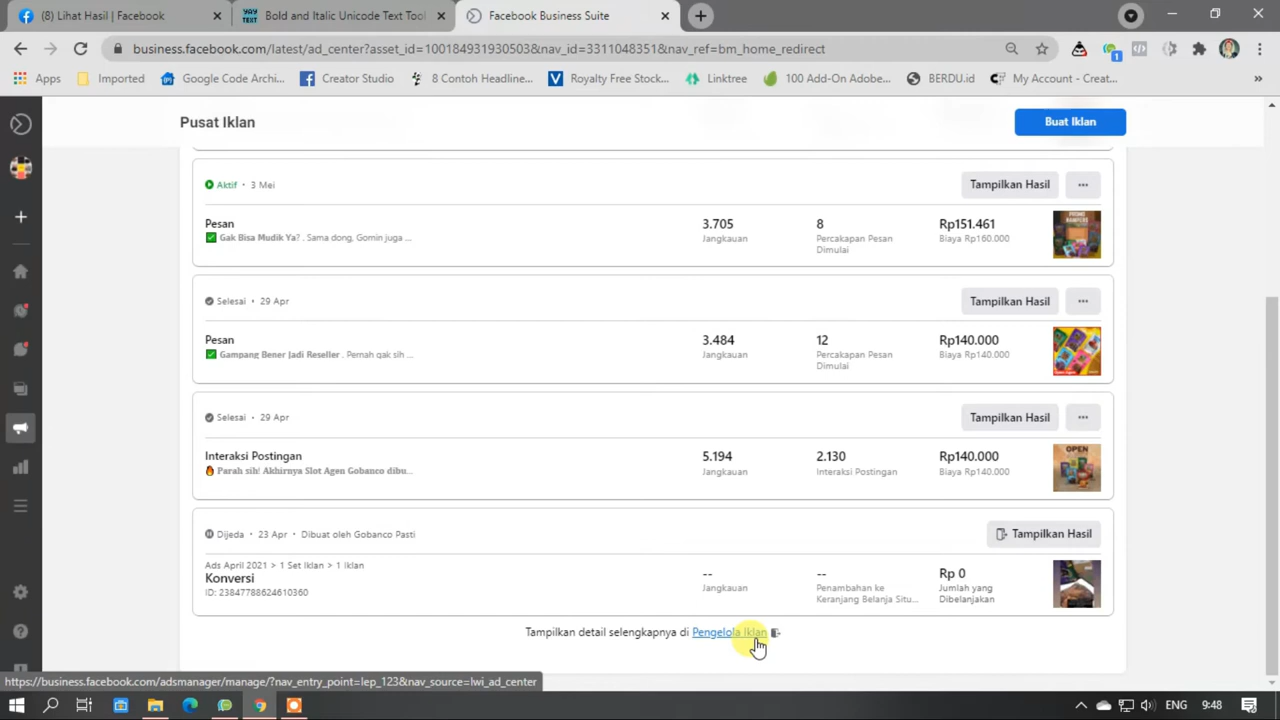 (8) Lihat Hasil | Facebook
Bold and Italic Unicode Text Tool
Facebook Business Suite
business.facebook.com/latest/ad_center?asset_id=100184931930503&nav_id=3311048351&nav_ref=bm_home_redirect
Apps
Imported
Google Code Archi...
Creator Studio
8 Contoh Headline...
Royalty Free Stock...
Linktree
100 Add-On Adobe...
BERDU.id
My Account - Creat...
»
Pusat Iklan
Buat Iklan
Aktif • 3 Mei
Tampilkan Hasil
Pesan
✅ Gak Bisa Mudik Ya? . Sama dong, Gomin juga ...
3.705
Jangkauan
8
Percakapan Pesan
Dimulai
Rp151.461
Biaya Rp160.000
Selesai • 29 Apr
Tampilkan Hasil
Pesan
✅ Gampang Bener Jadi Reseller . Pernah gak sih ...
3.484
Jangkauan
12
Percakapan Pesan
Dimulai
Rp140.000
Biaya Rp140.000
Selesai • 29 Apr
Tampilkan Hasil
Interaksi Postingan
🔥 Parah sih! Akhirnya Slot Agen Gobanco dibu...
5.194
Jangkauan
2.130
Interaksi Postingan
Rp140.000
Biaya Rp140.000
OPEN
Dijeda • 23 Apr • Dibuat oleh Gobanco Pasti
Tampilkan Hasil
Ads April 2021 > 1 Set Iklan > 1 Iklan
Konversi
ID: 23847788624610360
--
Jangkauan
--
Penambahan ke
Keranjang Belanja Situ...
Rp 0
Jumlah yang
Dibelanjakan
Tampilkan detail selengkapnya di Pengelola Iklan
https://business.facebook.com/adsmanager/manage/?nav_entry_point=lep_123&nav_source=lwi_ad_center
ENG
9:48